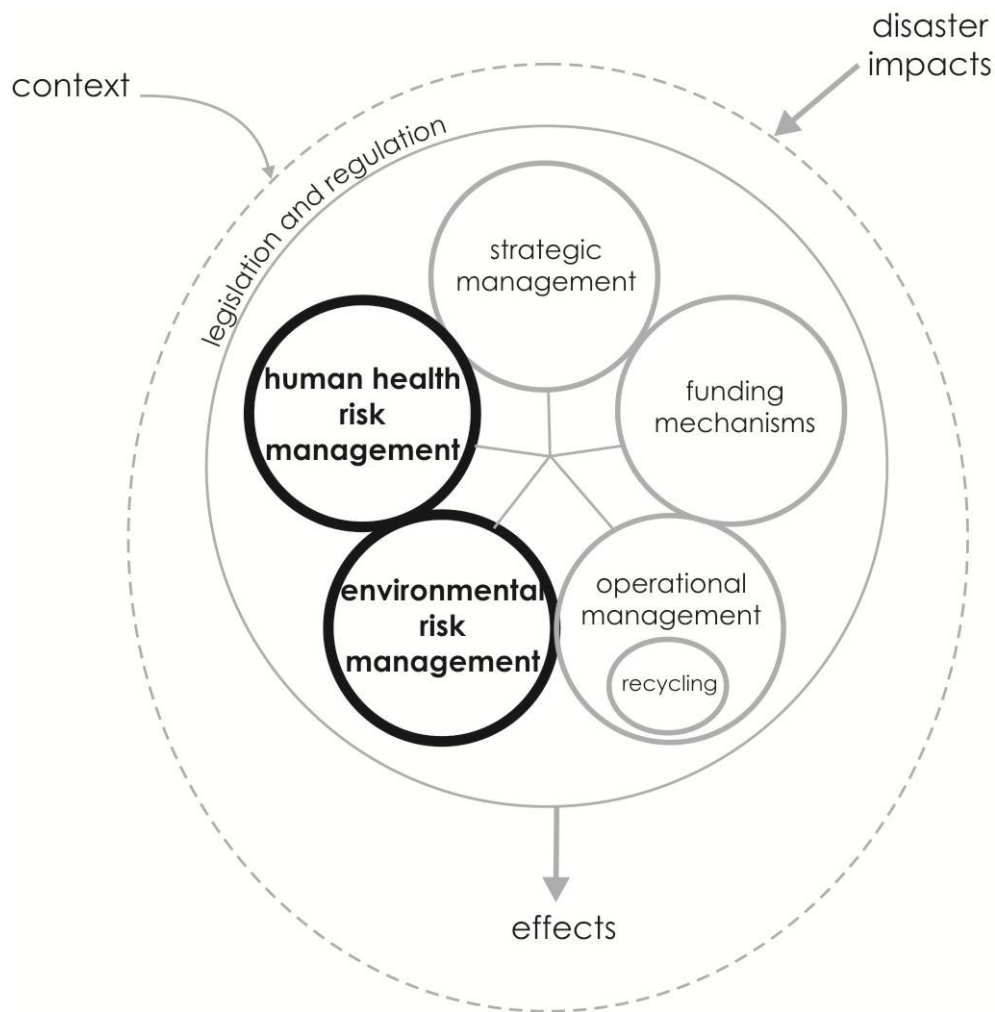 disaster
impacts
context
legislation and regulation
strategic
management
human health
risk
management
funding
mechanisms
environmental
risk
management
operational
management
recycling
effects